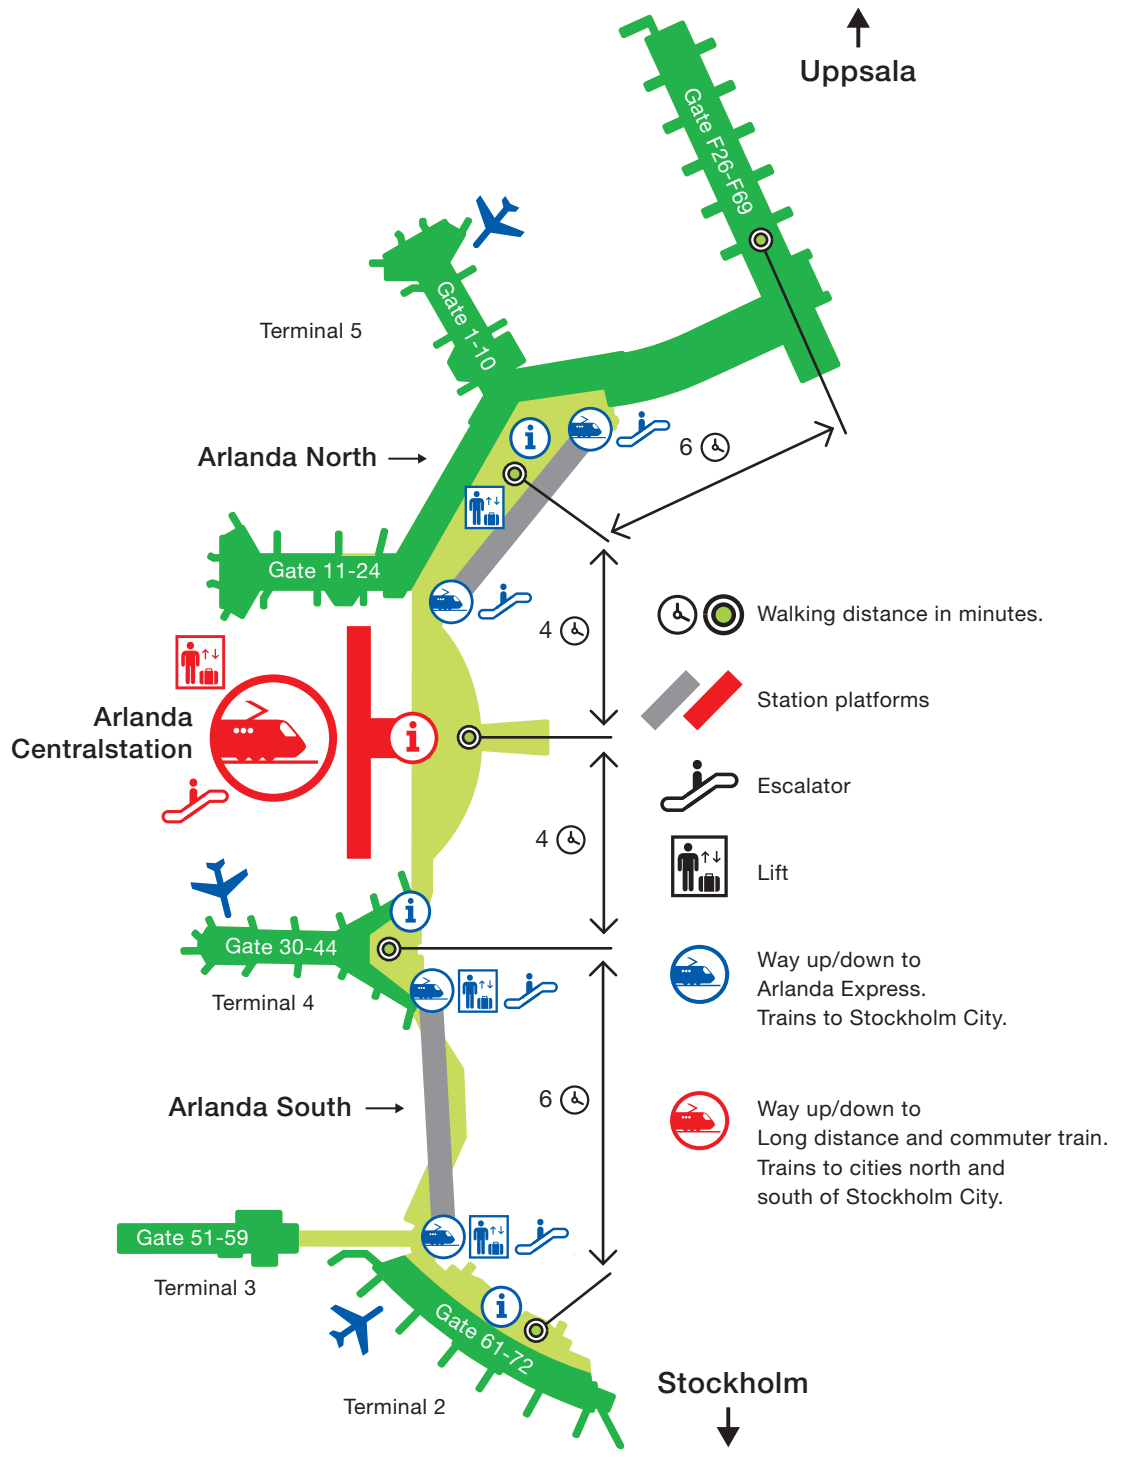 Uppsala
Gate F26-F69
Gate 1-10
Terminal 5
Arlanda North
6
Gate 11-24
4
Walking distance in minutes.
Station platforms
Arlanda
Centralstation
Escalator
4
Lift
Gate 30-44
Terminal 4
Way up/down to
Arlanda Express.
Trains to Stockholm City.
Arlanda South
6
Way up/down to
Long distance and commuter train.
Trains to cities north and
south of Stockholm City.
Gate 51-59
Terminal 3
Gate 61-72
Terminal 2
Stockholm